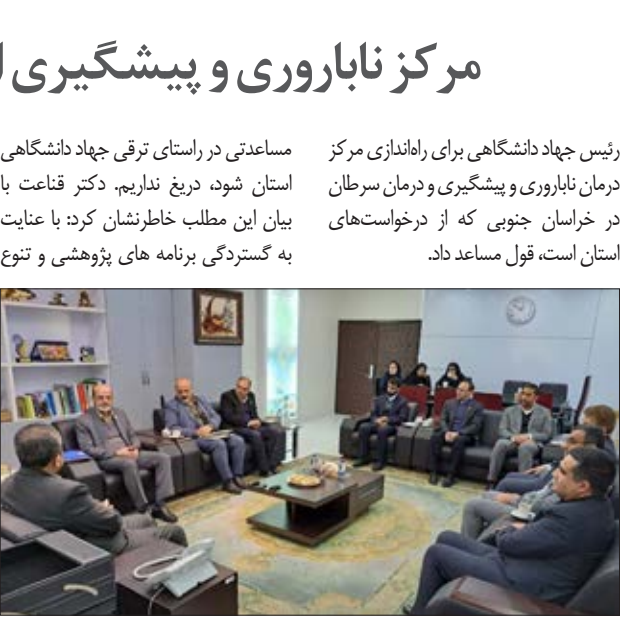 مرکز ناباروری و پیشگیری
رئیس جهاد دانشگاهی برای راه‌اندازی مرکز
درمان ناباروری و پیشگیری و درمان سرطان
در خراسان جنوبی که از درخواست‌های
استان است، قول مساعد داد.
مساعدتی در راستای ترقی جهاد دانشگاهی
استان شود، دریغ نداریم. دکتر قناعت با
بیان این مطلب خاطرنشان کرد: با عنایت
به گستردگی برنامه های پژوهشی و تنوع